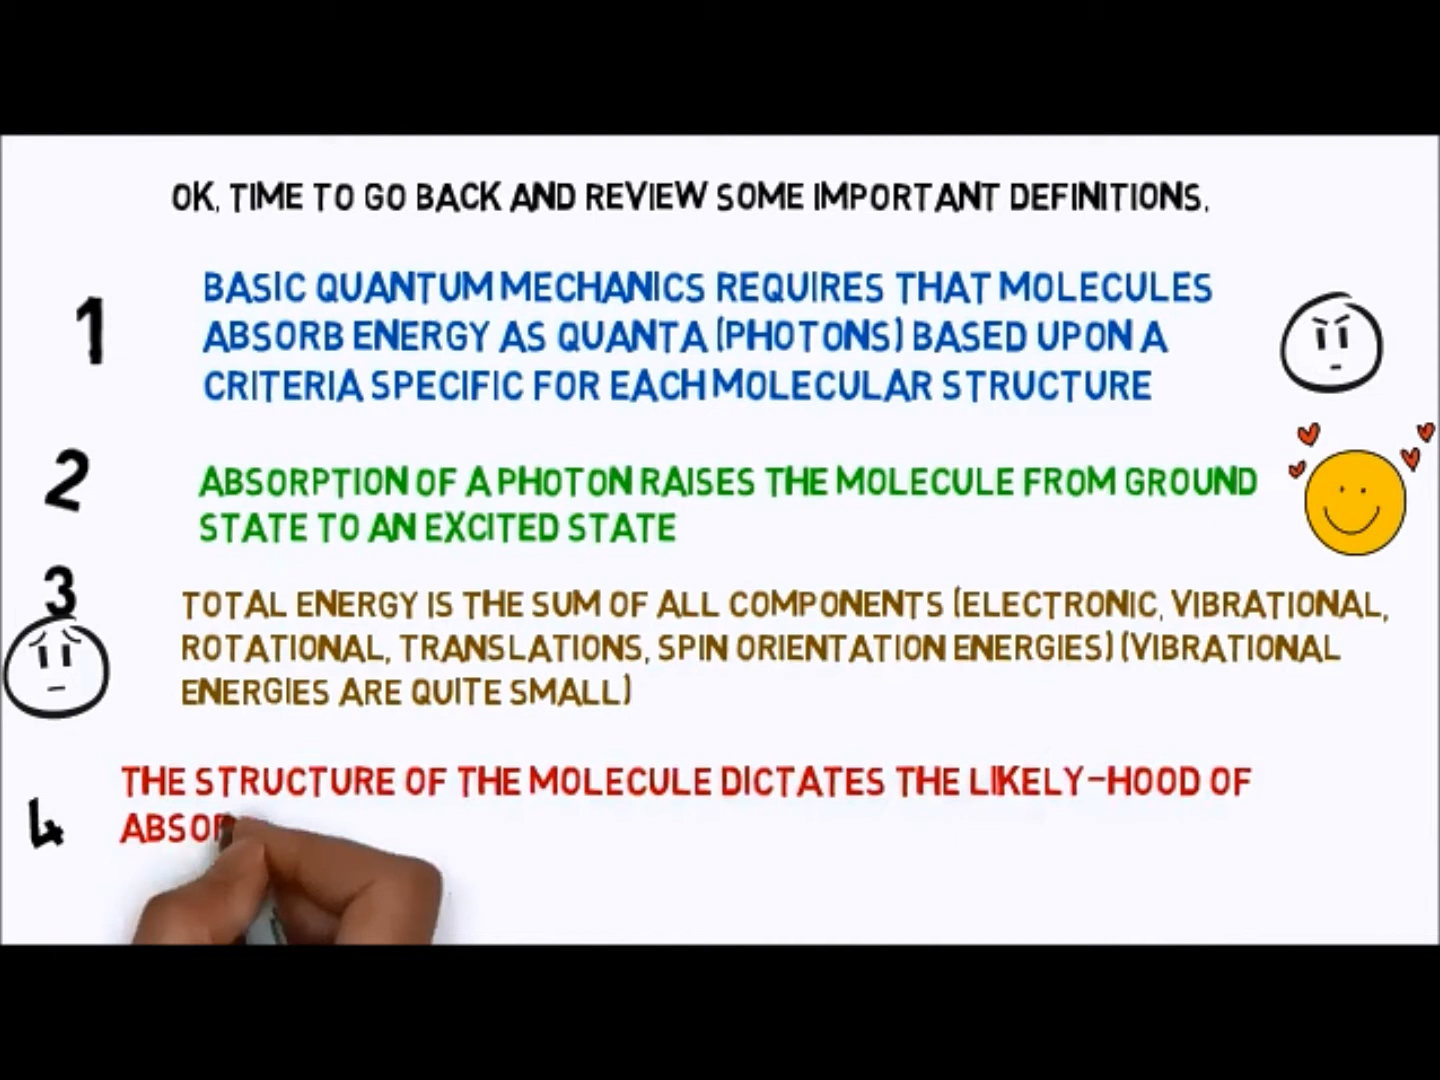 OK, TIME TO GO BACK AND REVIEW SOME IMPORTANT DEFINITIONS.
1
BASIC QUANTUM MECHANICS REQUIRES THAT MOLECULES
ABSORB ENERGY AS QUANTA (PHOTONS) BASED UPON A
CRITERIA SPECIFIC FOR EACH MOLECULAR STRUCTURE
2
ABSORPTION OF A PHOTON RAISES THE MOLECULE FROM GROUND
STATE TO AN EXCITED STATE
3
TOTAL ENERGY IS THE SUM OF ALL COMPONENTS (ELECTRONIC, VIBRATIONAL,
ROTATIONAL, TRANSLATIONS, SPIN ORIENTATION ENERGIES) (VIBRATIONAL
ENERGIES ARE QUITE SMALL)
4
THE STRUCTURE OF THE MOLECULE DICTATES THE LIKELY-HOOD OF